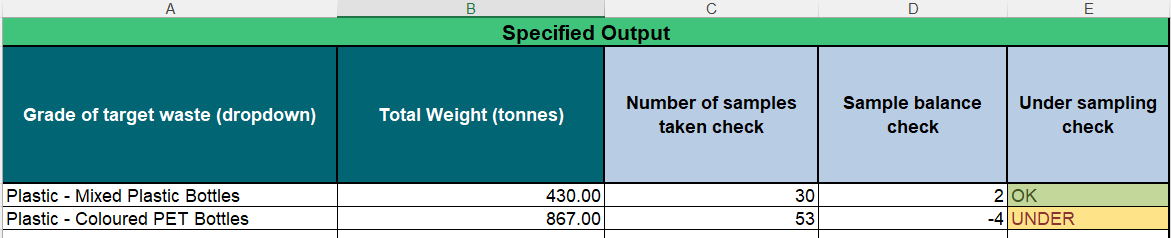 A B C D E
Specified Output
Grade of target waste (dropdown) Total Weight (tonnes) Number of samples taken check Sample balance check Under sampling check
Plastic - Mixed Plastic Bottles 430.00 30 2 OK
Plastic - Coloured PET Bottles 867.00 53 -4 UNDER